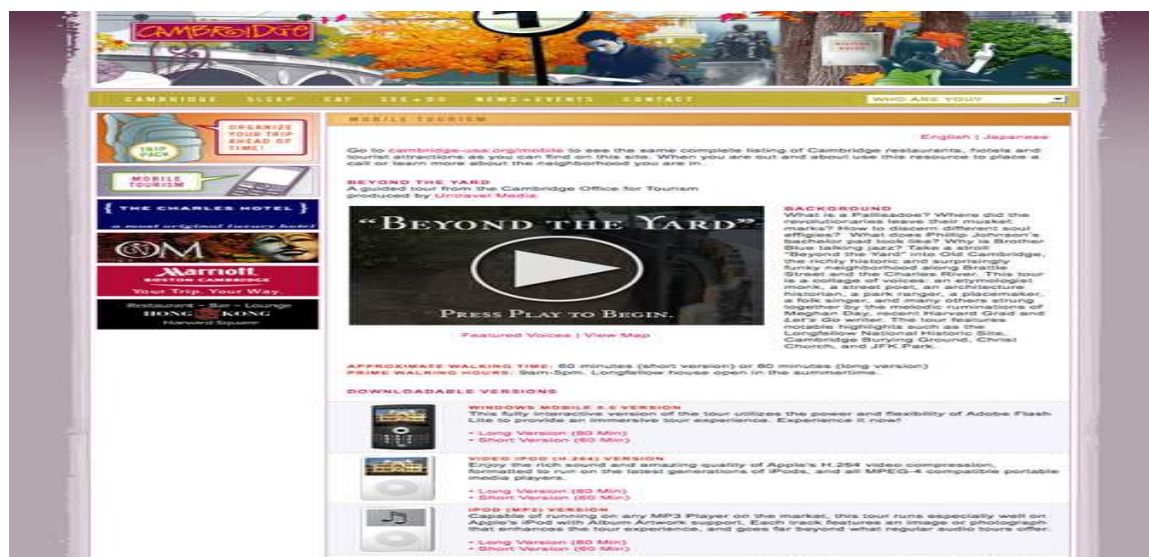 CAMBRIDGE
CAMBRIDGE SLEEP EAT SEE + DO NEWS + EVENTS CONTACT
WHO ARE YOU?
ORGANIZE
YOUR TRIP
AHEAD OF
TIME!
TRIP
PACK
MOBILE
TOURISM
THE CHARLES HOTEL
a most original luxury hotel
OM
Marriott
BOSTON CAMBRIDGE
Your Trip. Your Way.
Restaurant - Bar - Lounge
HONG KONG
Harvard Square
MOBILE TOURISM
English | Japanese
Go to cambridge-usa.org/mobile to see the same complete listing of Cambridge restaurants, hotels and
tourist attractions as you can find on this site. When you are out and about use this resource to place a
call or learn more about the neighborhood you are in.
BEYOND THE YARD
A guided tour from the Cambridge Office for Tourism
produced by Untravel Media
"BEYOND THE YARD"
PRESS PLAY TO BEGIN.
Featured Voices | View Map
BACKGROUND
What is a Pallisadoe? Where did the
revolutionaries leave their musket
marks? How to discern different soul
effigies? What does Phillip Johnson's
bachelor pad look like? Why is Brother
Blue talking jazz? Take a stroll
"Beyond the Yard" into Old Cambridge,
the richly historic and surprisingly
funky neighborhood along Brattle
Street and the Charles River. This tour
is a collage of voices: an etymologist
monk, a street poet, an architecture
historian, a park ranger, a placemaker,
a folk singer, and many others strung
together by the melodic ruminations of
Meghan Day, recent Harvard Grad and
Let's Go writer. The tour features
notable highlights such as the
Longfellow National Historic Site,
Cambridge Burying Ground, Christ
Church, and JFK Park.
APPROXIMATE WALKING TIME: 60 minutes (short version) or 80 minutes (long version)
PRIME WALKING HOURS: 9am-5pm. Longfellow house open in the summertime.
DOWNLOADABLE VERSIONS
WINDOWS MOBILE 5.0 VERSION
This fully interactive version of the tour utilizes the power and flexibility of Adobe Flash
Lite to provide an immersive tour experience. Experience it now!
• Long Version (80 Min)
• Short Version (60 Min)
VIDEO IPOD (H.264) VERSION
Enjoy the rich sound and amazing quality of Apple's H.264 video compression,
formatted to run on the latest generations of iPods, and all MPEG-4 compatible portable
media players.
• Long Version (80 Min)
• Short Version (60 Min)
IPOD (MP3) VERSION
Capable of running on any MP3 Player on the market, this tour runs especially well on
Apple's iPod with Album Artwork support. Each track features an image or photograph
that enhances the tour experience, and goes far beyond what regular audio tours offer.
• Long Version (80 Min)
• Short Version (60 Min)